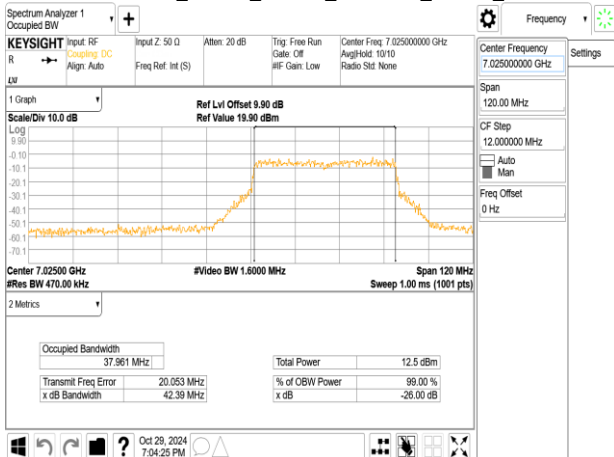 Spectrum Analyzer 1
Occupied BW
+
KEYSIGHT
R
LXI
Input: RF
Coupling: DC
Align: Auto
Input Z: 50 Ω
Freq Ref: Int (S)
Atten: 20 dB
Trig: Free Run
Gate: Off
#IF Gain: Low
Center Freq: 7.025000000 GHz
Avg|Hold: 10/10
Radio Std: None
1 Graph
Scale/Div 10.0 dB
Ref Lvl Offset 9.90 dB
Ref Value 19.90 dBm
Log
9.90
-0.10
-10.1
-20.1
-30.1
-40.1
-50.1
-60.1
-70.1
Center 7.02500 GHz
#Video BW 1.6000 MHz
Span 120 MHz
#Res BW 470.00 kHz
Sweep 1.00 ms (1001 pts)
2 Metrics
Occupied Bandwidth
37.961 MHz
Total Power 12.5 dBm
Transmit Freq Error 20.053 MHz
% of OBW Power 99.00 %
x dB Bandwidth 42.39 MHz
x dB -26.00 dB
?
Oct 29, 2024
7:04:25 PM
Frequency
Settings
Center Frequency
7.025000000 GHz
Span
120.00 MHz
CF Step
12.000000 MHz
Auto
Man
Freq Offset
0 Hz